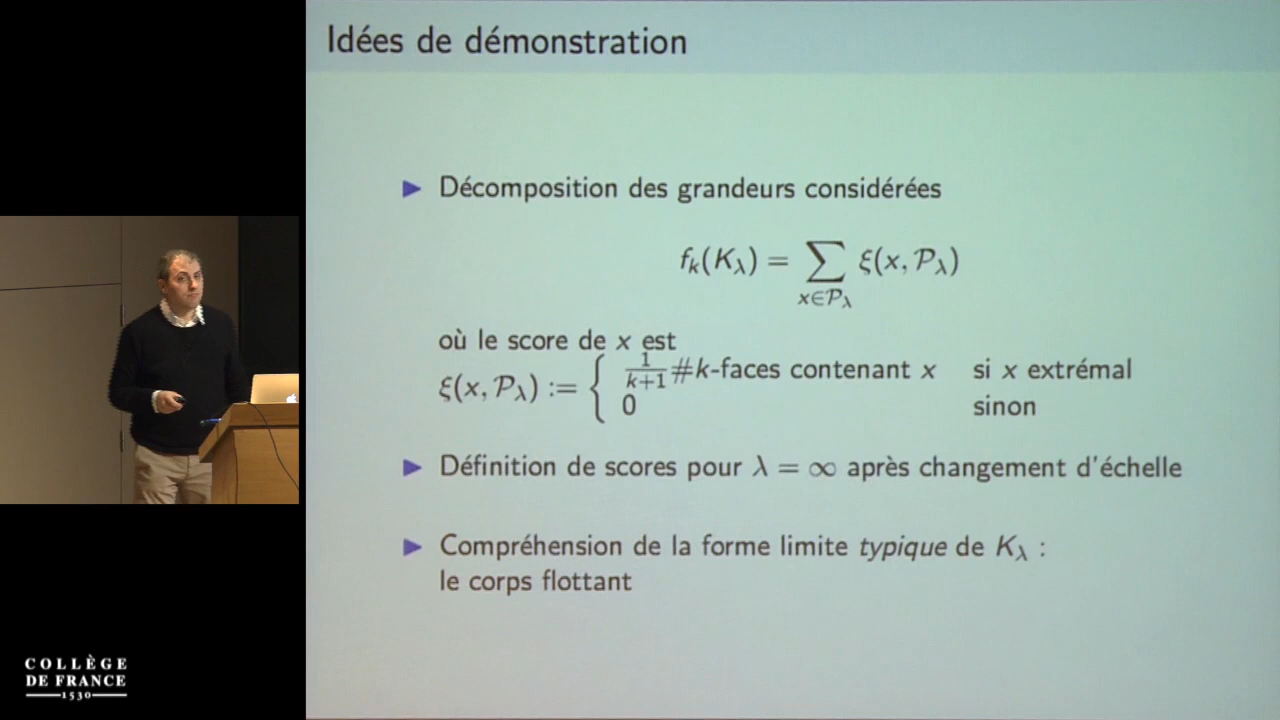 Idées de démonstration
▶ Décomposition des grandeurs considérées
f_k(K_λ) = ∑_{x∈𝒫_λ} ξ(x, 𝒫_λ)
où le score de x est
ξ(x, 𝒫_λ) := { 1/(k+1) #k-faces contenant x si x extrémal
0 sinon
▶ Définition de scores pour λ = ∞ après changement d'échelle
▶ Compréhension de la forme limite typique de K_λ :
le corps flottant
COLLÈGE
DE FRANCE
1530